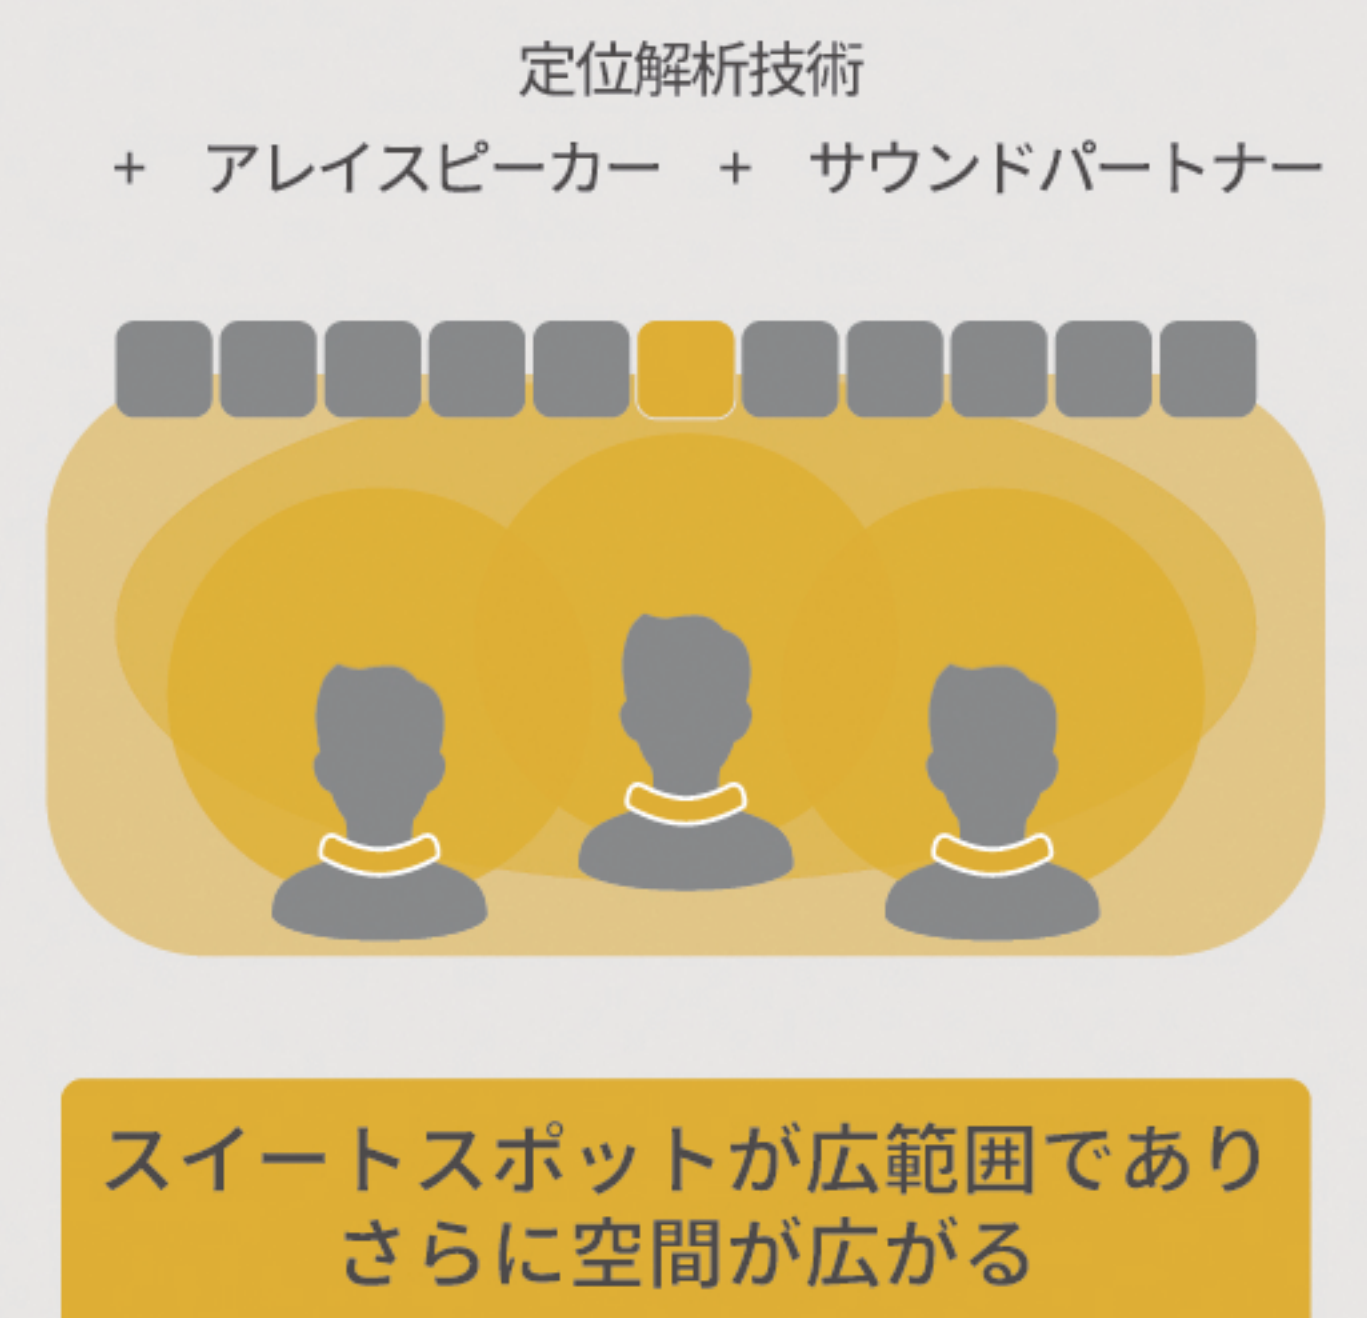 定位解析技術
+ アレイスピーカー + サウンドパートナー
スイートスポットが広範囲であり
さらに空間が広がる